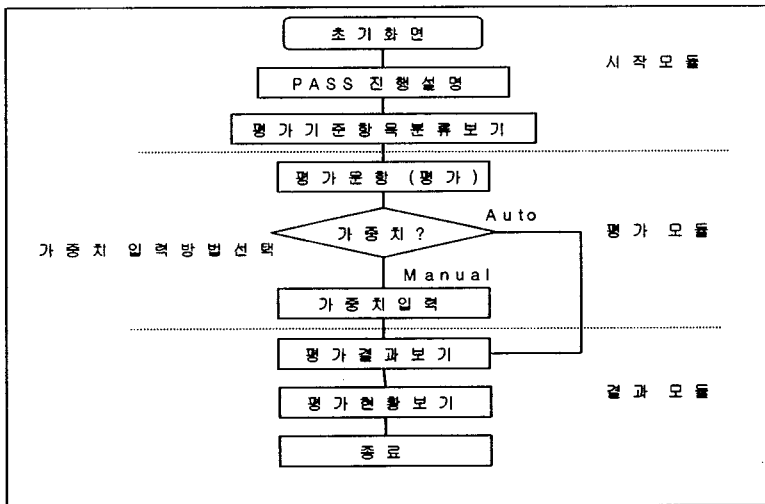 초기화면
시작모듈
PASS 진행설명
평가기준항목분류보기
평가문항 (평가)
Auto
가중치?
평가 모듈
가중치 입력방법선택
Manual
가중치입력
평가결과보기
평가현황보기
결과 모듈
종료